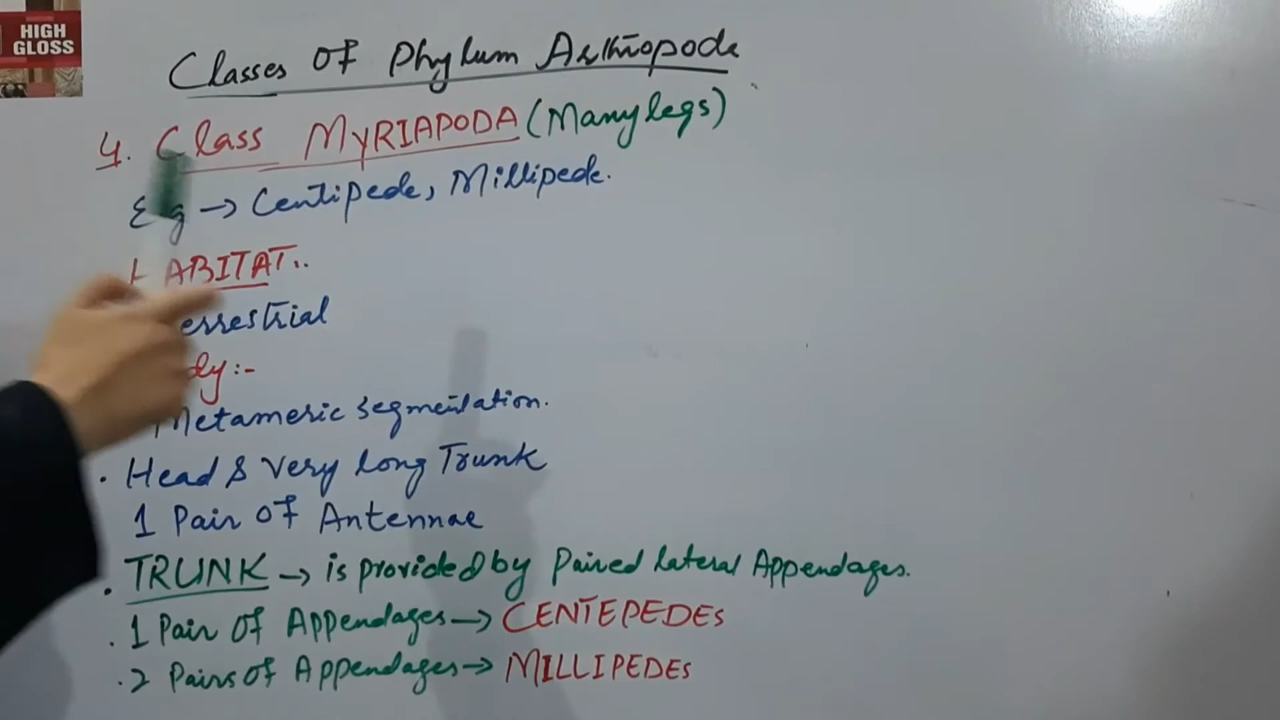 HIGH
GLOSS
Classes Of Phylum Arthropoda
4. Class MyRIAPODA (Many legs)
Eg → Centipede, Millipede.
HABITAT:.
errestrial
dy:-
Metameric segmentation.
. Head & Very long Trunk
1 Pair Of Antennae
. TRUNK → is provided by Paired lateral Appendages.
. 1 Pair Of Appendages → CENTEPEDEs
. 2 Pairs of Appendages → MILLIPEDEs